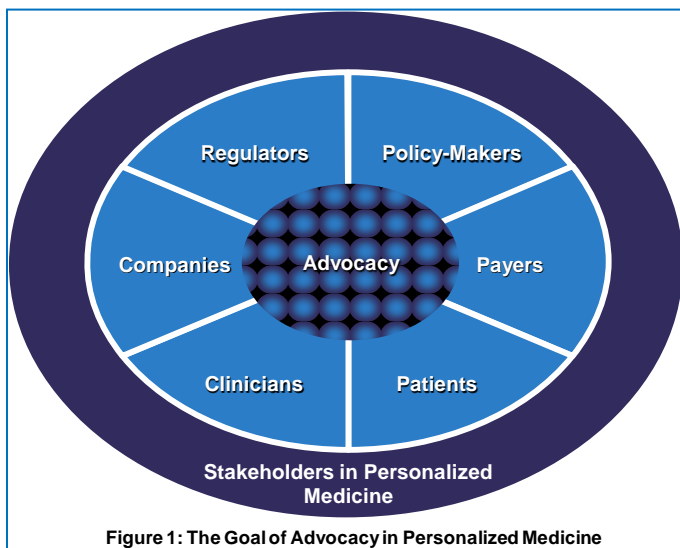 Regulators
Policy-Makers
Companies
Advocacy
Payers
Clinicians
Patients
Stakeholders in Personalized
Medicine
Figure 1: The Goal of Advocacy in Personalized Medicine